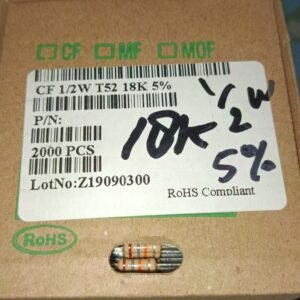 CF MF MOF
CF 1/2W T52 18K 5%
P/N:
2000 PCS
LotNo:Z19090300
RoHS Compliant
1/2 W
18K
5%
RoHS